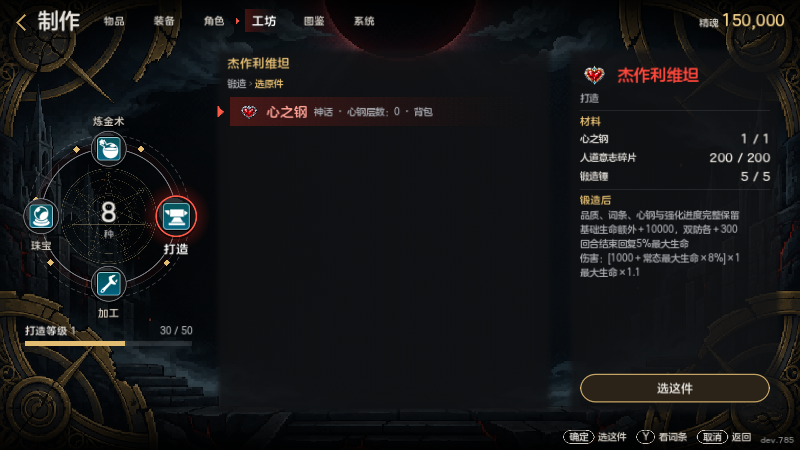 制作
物品
装备
角色
工坊
图鉴
系统
精魂 150,000
炼金术
珠宝
8
种
打造
加工
打造等级 1
30 / 50
杰作利维坦
锻造 › 选原件
心之钢 神话 · 心钢层数: 0 · 背包
杰作利维坦
打造
材料
心之钢 1 / 1
人道意志碎片 200 / 200
锻造锤 5 / 5
锻造后
品质、词条、心钢与强化进度完整保留
基础生命额外+10000，双防各+300
回合结束回复5%最大生命
伤害: [1000+常态最大生命×8%]×1
最大生命×1.1
选这件
确定 选这件 Y 看词条 取消 返回
dev.785